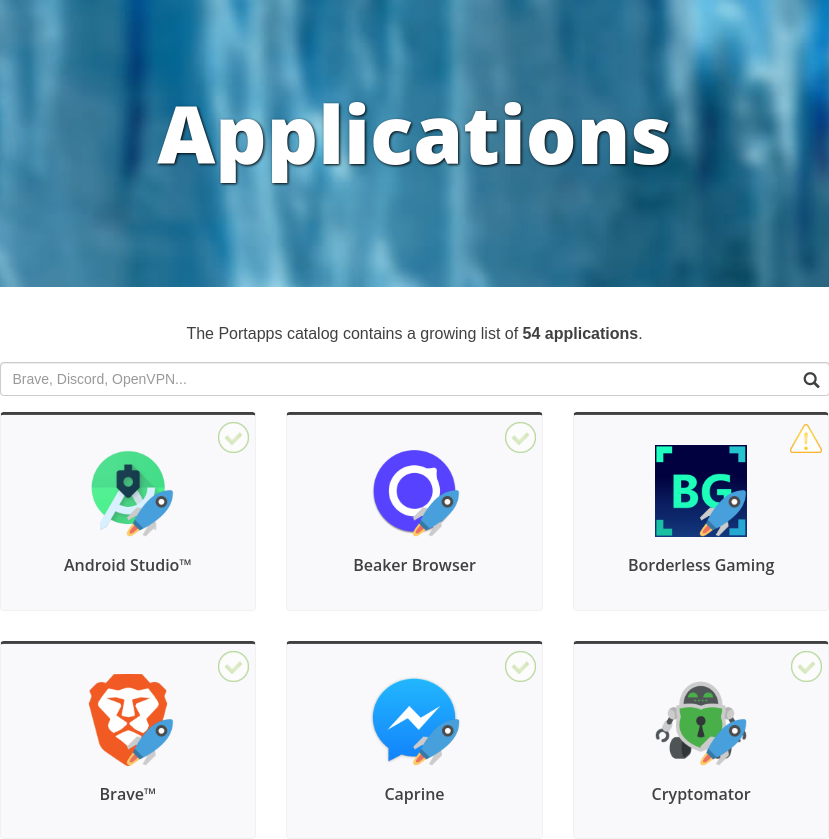 Applications
The Portapps catalog contains a growing list of 54 applications.
Brave, Discord, OpenVPN...
BG
Android Studio™
Beaker Browser
Borderless Gaming
Brave™
Caprine
Cryptomator